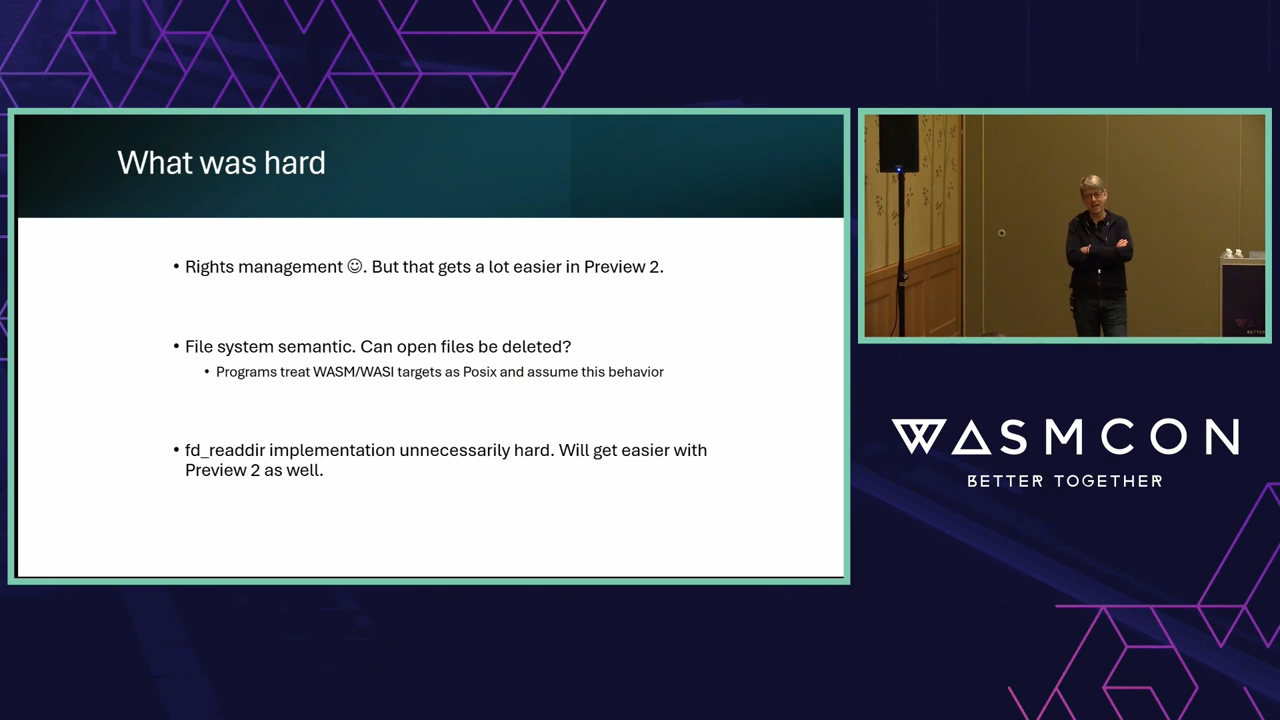 What was hard
• Rights management ☺. But that gets a lot easier in Preview 2.
• File system semantic. Can open files be deleted?
• Programs treat WASM/WASI targets as Posix and assume this behavior
• fd_readdir implementation unnecessarily hard. Will get easier with
Preview 2 as well.
WASMCON
BETTER TOGETHER